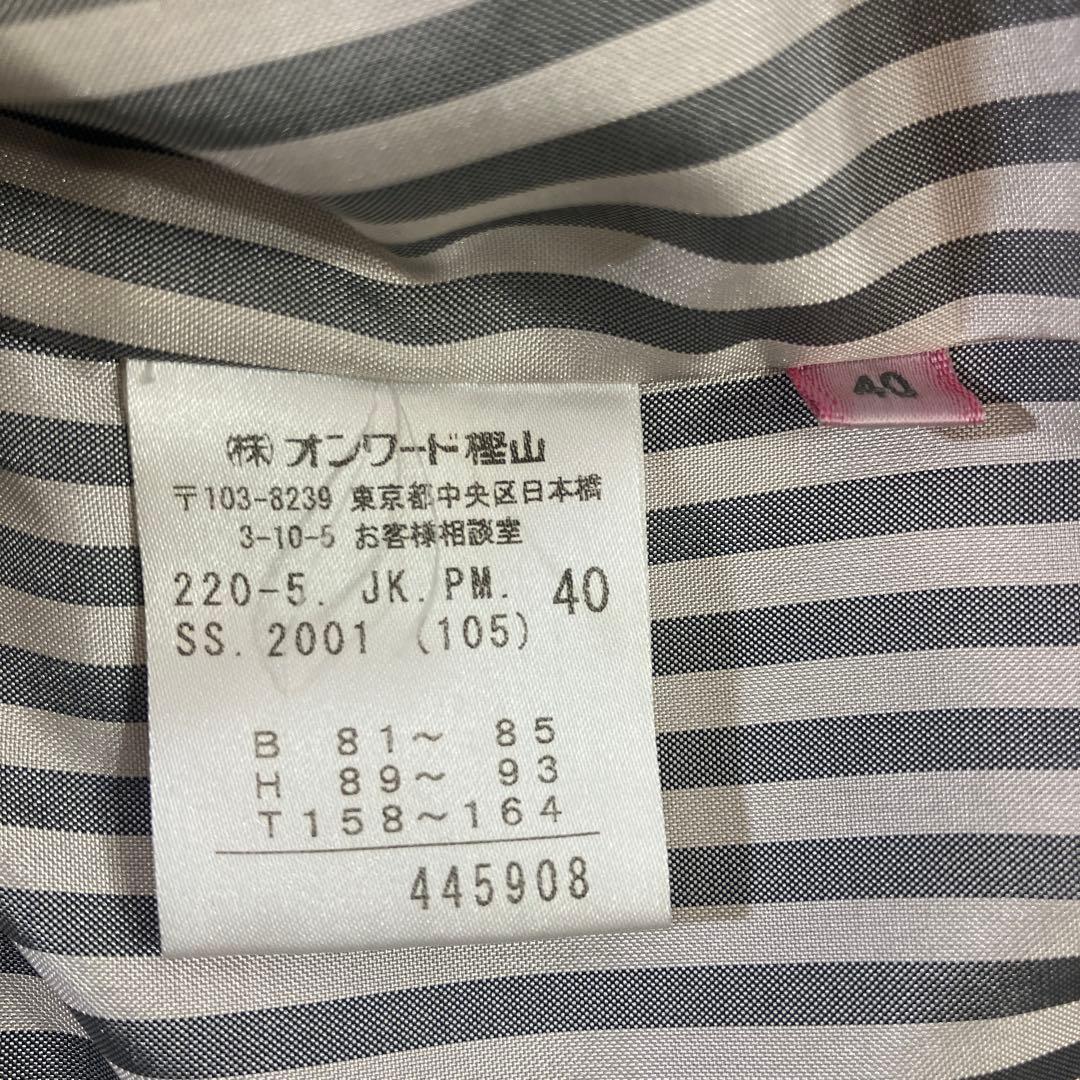 ㈱オンワード樫山
〒103-8239 東京都中央区日本橋
3-10-5 お客様相談室
220-5. JK.PM. 40
SS. 2001 (105)
B 81～ 85
H 89～ 93
T158～164
445908
40